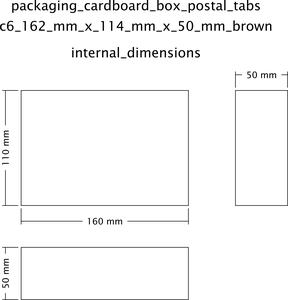 packaging_cardboard_box_postal_tabs
c6_162_mm_x_114_mm_x_50_mm_brown
internal_dimensions
50 mm
110 mm
160 mm
50 mm